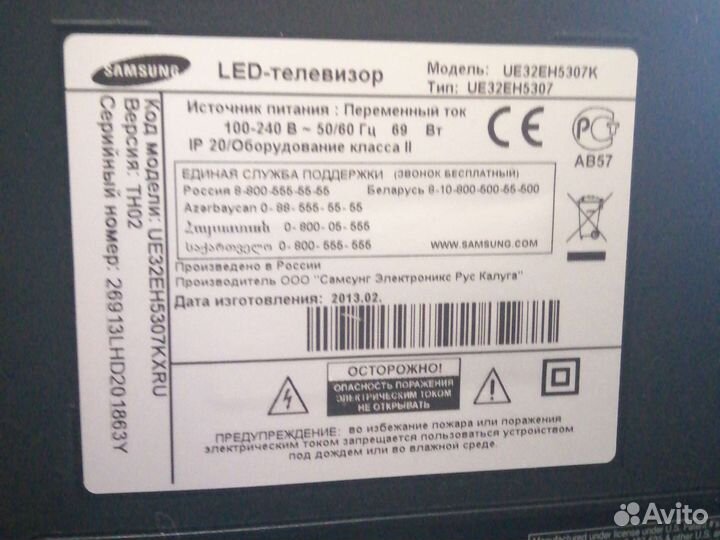 SAMSUNG
LED-телевизор
Модель: UE32EH5307K
Тип: UE32EH5307
Источник питания : Переменный ток
100-240 В ~ 50/60 Гц 69 Вт
IP 20/Оборудование класса II
CE
АВ57
ЕДИНАЯ СЛУЖБА ПОДДЕРЖКИ (ЗВОНОК БЕСПЛАТНЫЙ)
Россия 8-800-555-55-55 Беларусь 8-10-800-500-55-500
Azərbaycan 0-88-555-55-55
Հայաստան 0-800-05-555
საქართველო 0-800-555-555
WWW.SAMSUNG.COM
Произведено в России
Производитель ООО "Самсунг Электроникс Рус Калуга"
Дата изготовления: 2013.02.
ОСТОРОЖНО!
ОПАСНОСТЬ ПОРАЖЕНИЯ
ЭЛЕКТРИЧЕСКИМ ТОКОМ
НЕ ОТКРЫВАТЬ
ПРЕДУПРЕЖДЕНИЕ: во избежание пожара и поражения
электрическим током запрещается пользоваться устройством
под дождем или во влажной среде.
Код модели: UE32EH5307KXRU
Версия: TH02
Серийный номер: 26913LHD201863Y
Manufactured under license
Avito